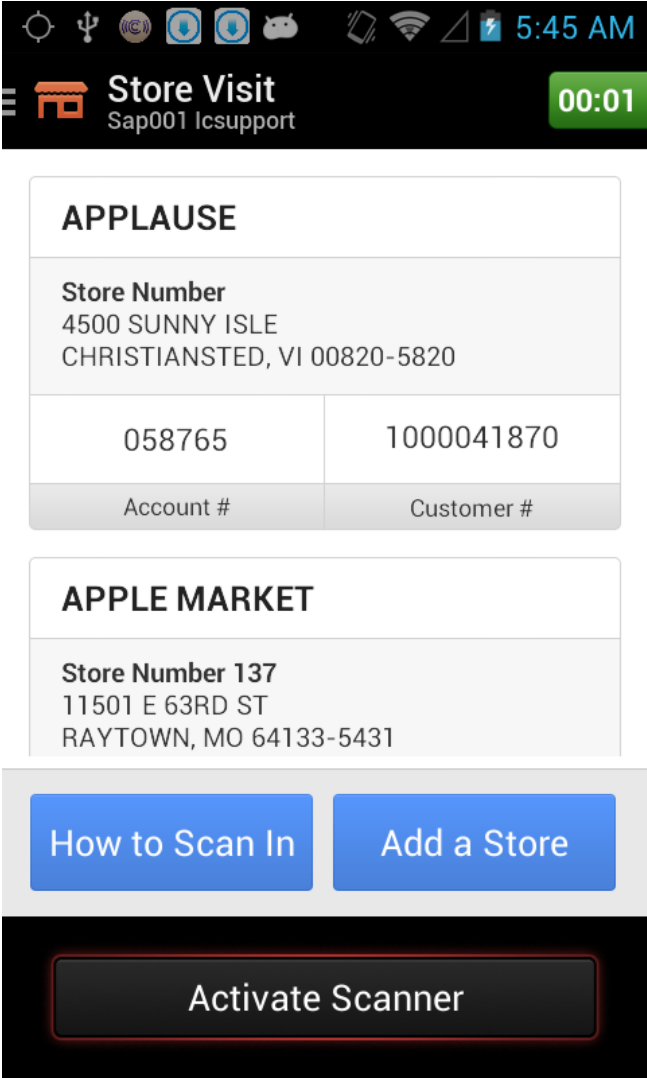 5:45 AM
Store Visit
Sap001 Icsupport
00:01
APPLAUSE
Store Number
4500 SUNNY ISLE
CHRISTIANSTED, VI 00820-5820
058765
1000041870
Account #
Customer #
APPLE MARKET
Store Number 137
11501 E 63RD ST
RAYTOWN, MO 64133-5431
How to Scan In
Add a Store
Activate Scanner